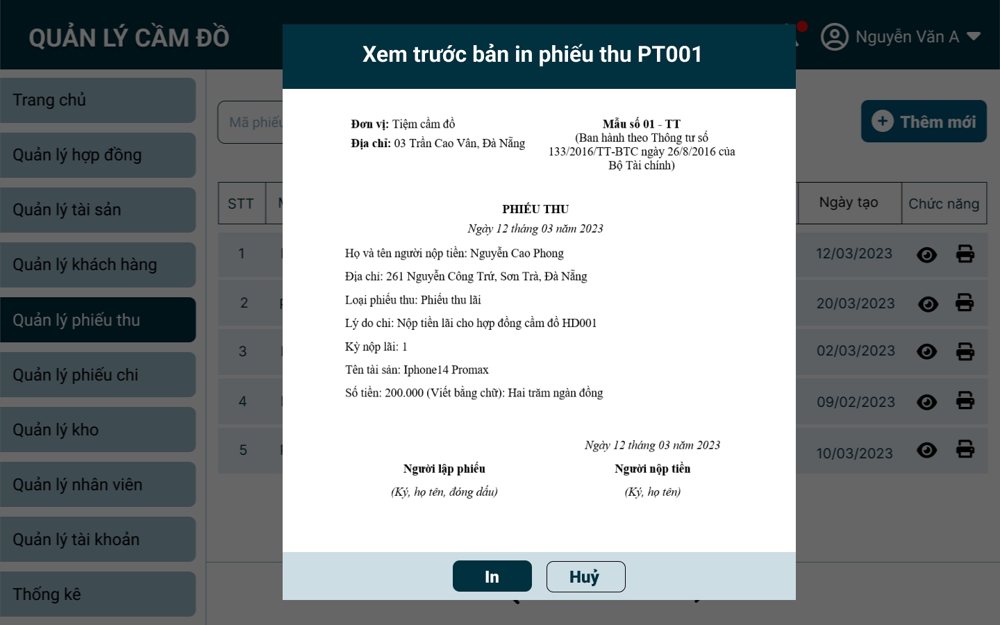 QUẢN LÝ CẦM ĐỒ
Nguyễn Văn A
Trang chủ
Quản lý hợp đồng
Quản lý tài sản
Quản lý khách hàng
Quản lý phiếu thu
Quản lý phiếu chi
Quản lý kho
Quản lý nhân viên
Quản lý tài khoản
Thống kê
Mã phiếu
Thêm mới
STT
Ngày tạo
Chức năng
1
12/03/2023
2
20/03/2023
3
02/03/2023
4
09/02/2023
5
10/03/2023
Xem trước bản in phiếu thu PT001
Đơn vị: Tiệm cầm đồ
Địa chỉ: 03 Trần Cao Vân, Đà Nẵng
Mẫu số 01 - TT
(Ban hành theo Thông tư số
133/2016/TT-BTC ngày 26/8/2016 của
Bộ Tài chính)
PHIẾU THU
Ngày 12 tháng 03 năm 2023
Họ và tên người nộp tiền: Nguyễn Cao Phong
Địa chỉ: 261 Nguyễn Công Trứ, Sơn Trà, Đà Nẵng
Loại phiếu thu: Phiếu thu lãi
Lý do chi: Nộp tiền lãi cho hợp đồng cầm đồ HD001
Kỳ nộp lãi: 1
Tên tài sản: Iphone14 Promax
Số tiền: 200.000 (Viết bằng chữ): Hai trăm ngàn đồng
Ngày 12 tháng 03 năm 2023
Người lập phiếu
Người nộp tiền
(Ký, họ tên, đóng dấu)
(Ký, họ tên)
In
Huỷ